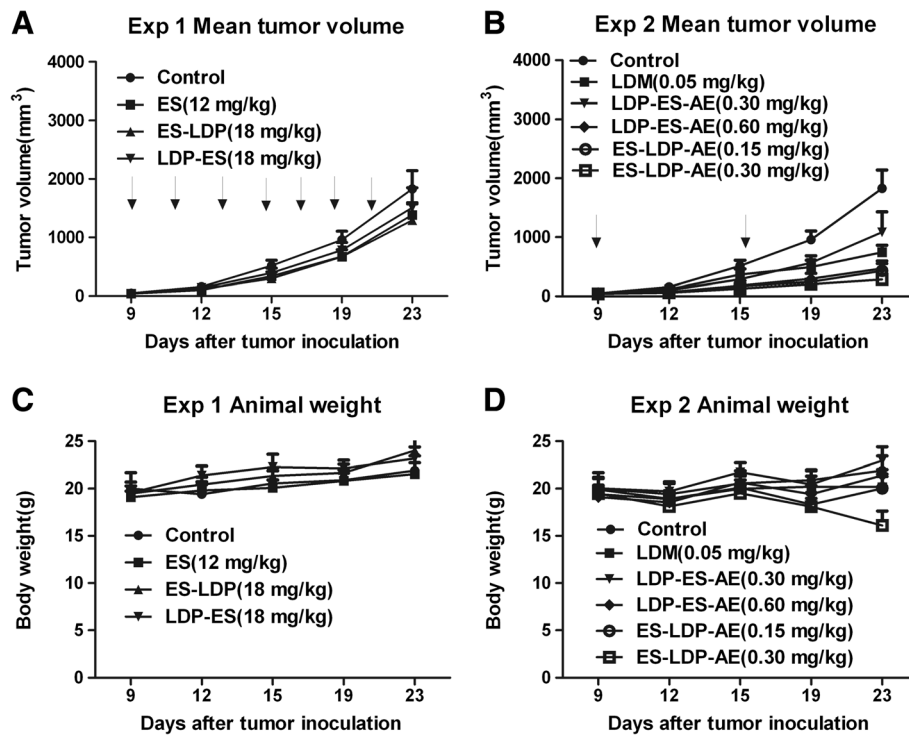 A
Exp 1 Mean tumor volume
Tumor volume(mm3)
4000
3000
2000
1000
0
Control
ES(12 mg/kg)
ES-LDP(18 mg/kg)
LDP-ES(18 mg/kg)
9 12 15 19 23
Days after tumor inoculation
B
Exp 2 Mean tumor volume
Tumor volume(mm3)
4000
3000
2000
1000
0
Control
LDM(0.05 mg/kg)
LDP-ES-AE(0.30 mg/kg)
LDP-ES-AE(0.60 mg/kg)
ES-LDP-AE(0.15 mg/kg)
ES-LDP-AE(0.30 mg/kg)
9 12 15 19 23
Days after tumor inoculation
C
Exp 1 Animal weight
Body weight(g)
25
20
15
10
5
0
Control
ES(12 mg/kg)
ES-LDP(18 mg/kg)
LDP-ES(18 mg/kg)
9 12 15 19 23
Days after tumor inoculation
D
Exp 2 Animal weight
Body weight(g)
25
20
15
10
5
0
Control
LDM(0.05 mg/kg)
LDP-ES-AE(0.30 mg/kg)
LDP-ES-AE(0.60 mg/kg)
ES-LDP-AE(0.15 mg/kg)
ES-LDP-AE(0.30 mg/kg)
9 12 15 19 23
Days after tumor inoculation